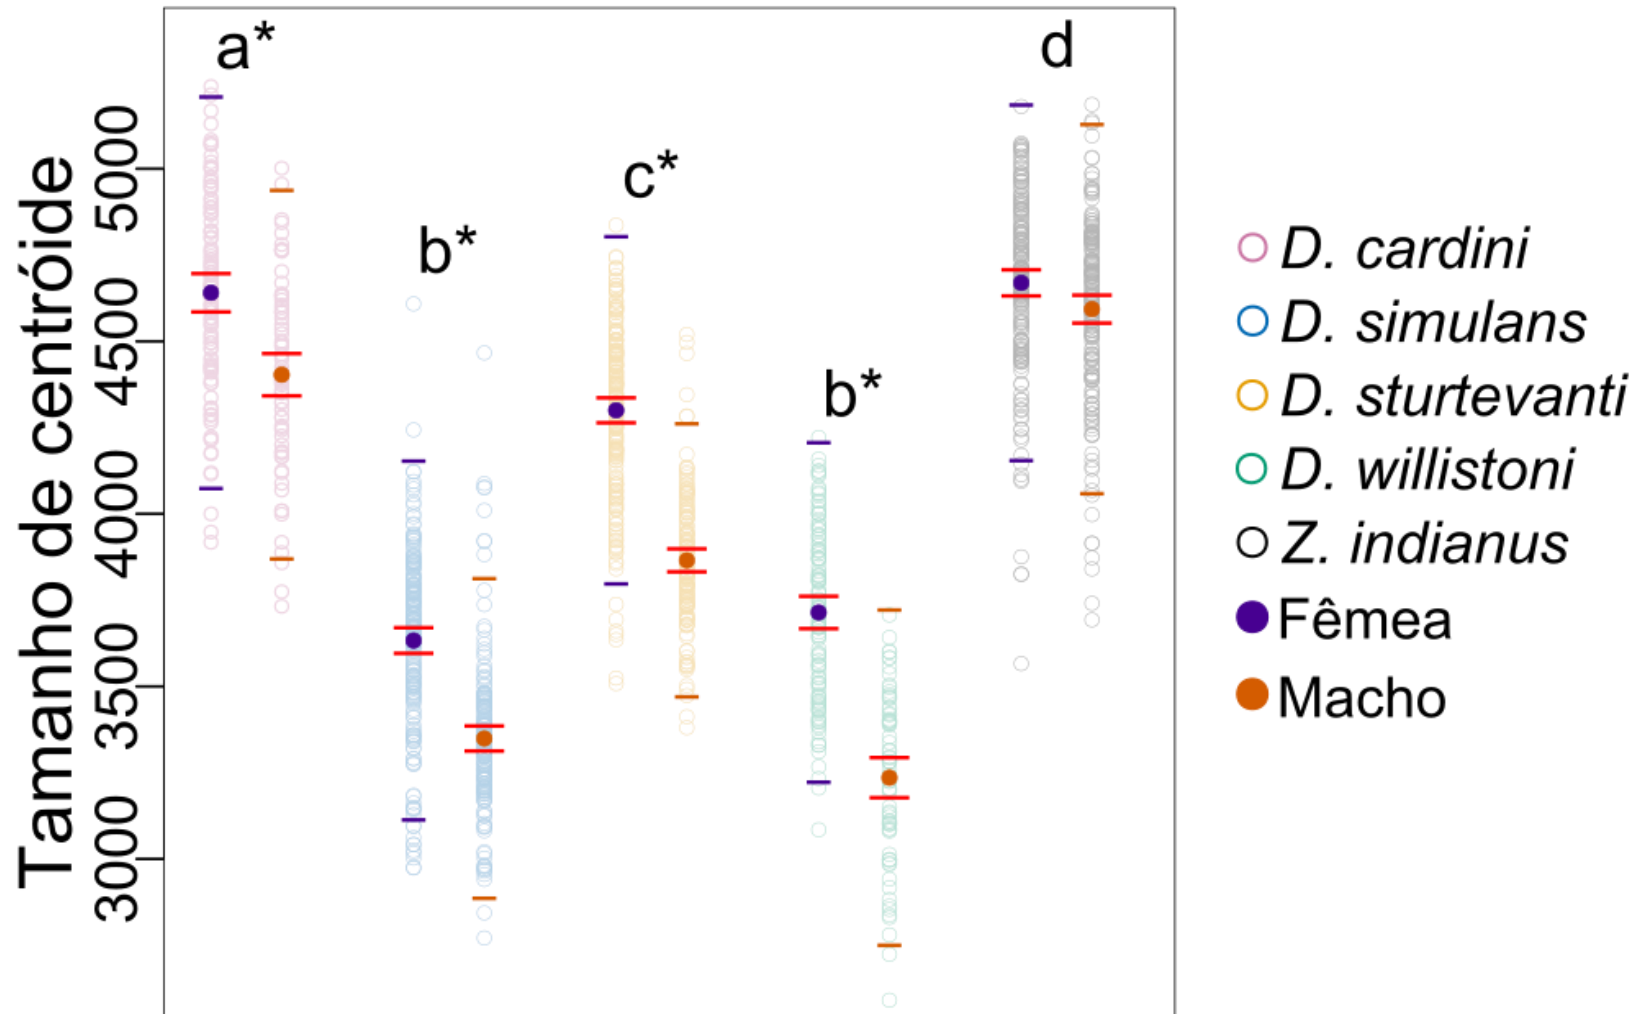 Tamanho de centróide
5000
4500
4000
3500
3000
a*
b*
c*
b*
d
D. cardini
D. simulans
D. sturtevanti
D. willistoni
Z. indianus
Fêmea
Macho